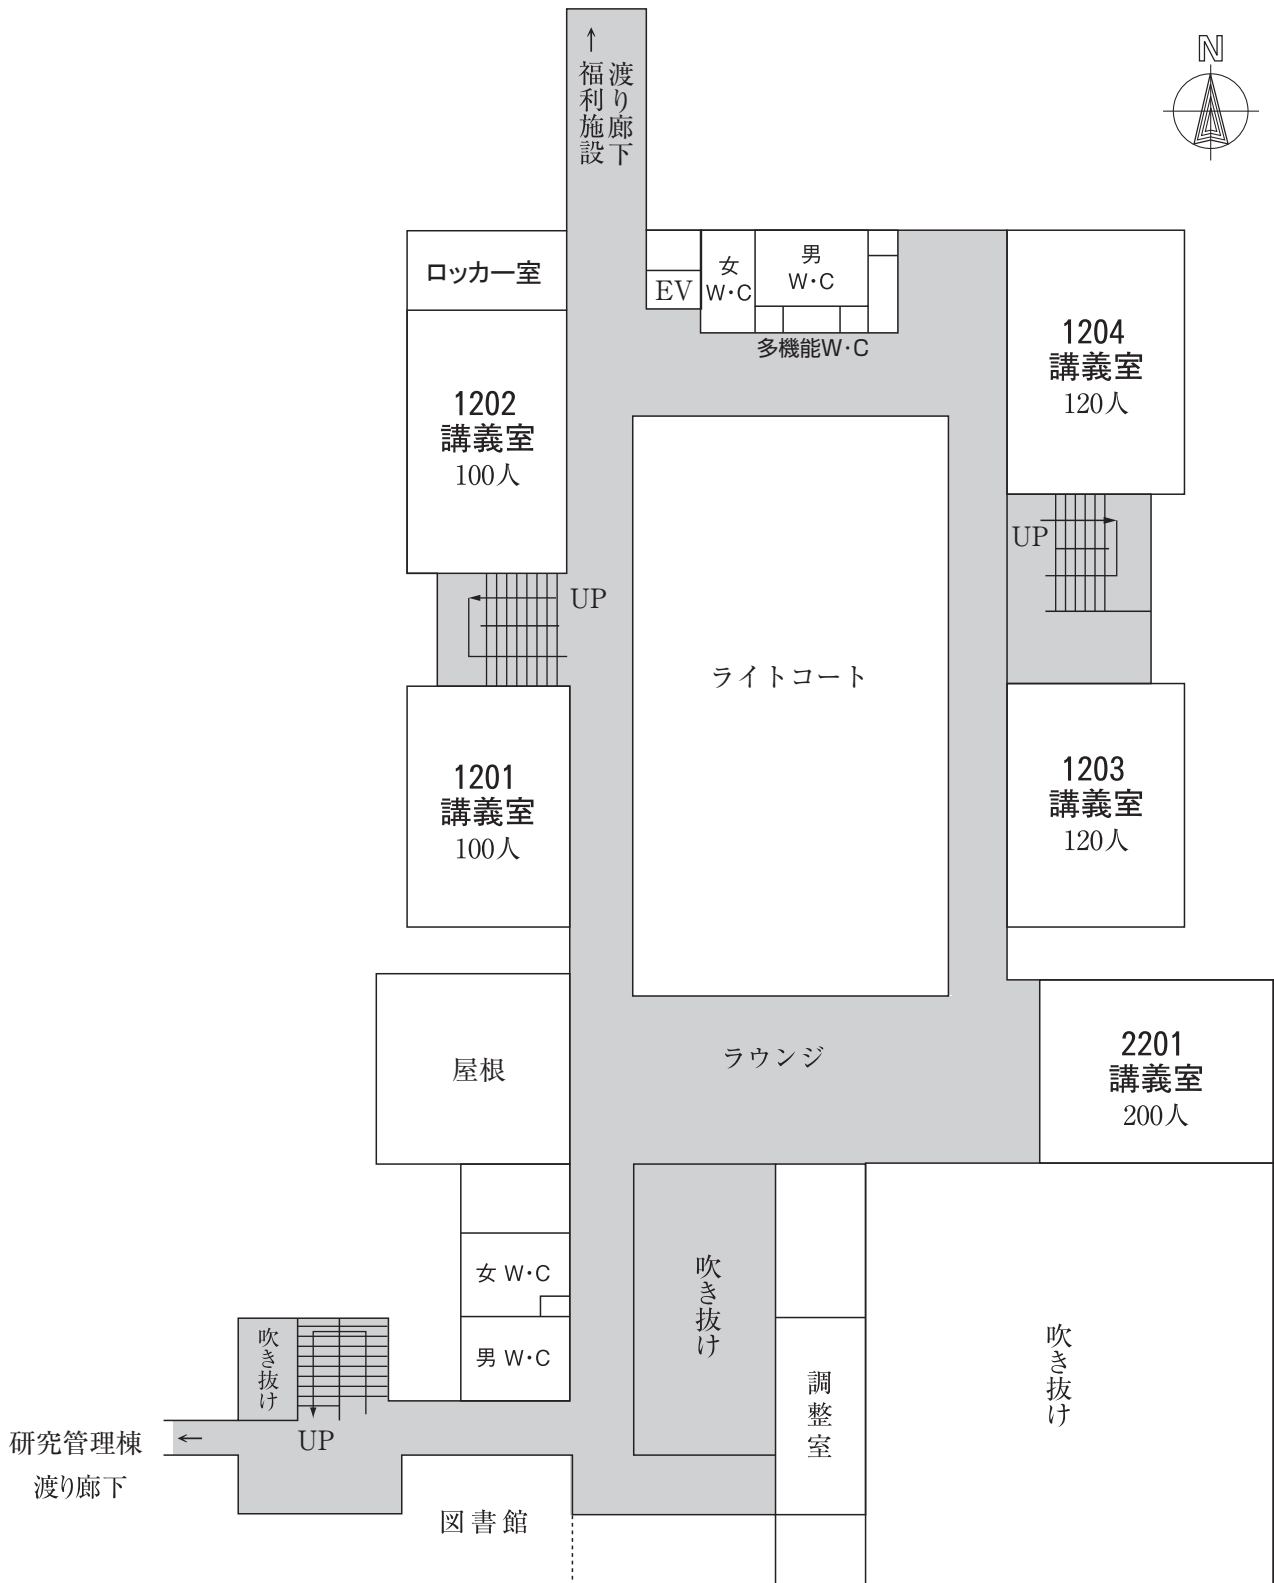 N
↑
渡り廊下
福利施設
ロッカー室
EV
女
W・C
男
W・C
多機能W・C
1202
講義室
100人
1204
講義室
120人
UP
UP
ライトコート
1201
講義室
100人
1203
講義室
120人
屋根
ラウンジ
2201
講義室
200人
女 W・C
男 W・C
吹き抜け
吹き抜け
調整室
吹き抜け
UP
←
研究管理棟
渡り廊下
図書館